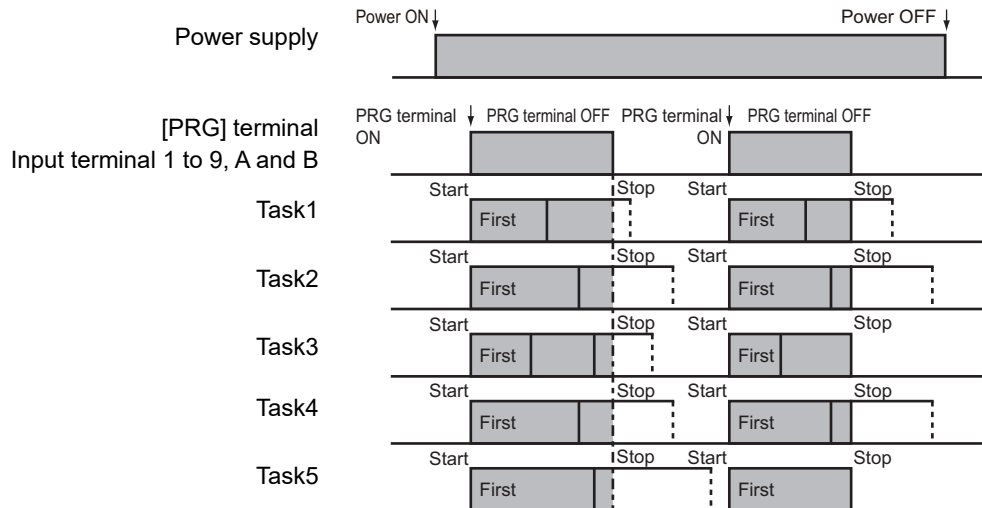 Power supply
Power ON
Power OFF
[PRG] terminal
Input terminal 1 to 9, A and B
PRG terminal
ON
PRG terminal OFF
PRG terminal
ON
PRG terminal OFF
Task1
Start
First
Stop
Start
First
Stop
Task2
Start
First
Stop
Start
First
Stop
Task3
Start
First
Stop
Start
First
Stop
Task4
Start
First
Stop
Start
First
Stop
Task5
Start
First
Stop
Start
First
Stop